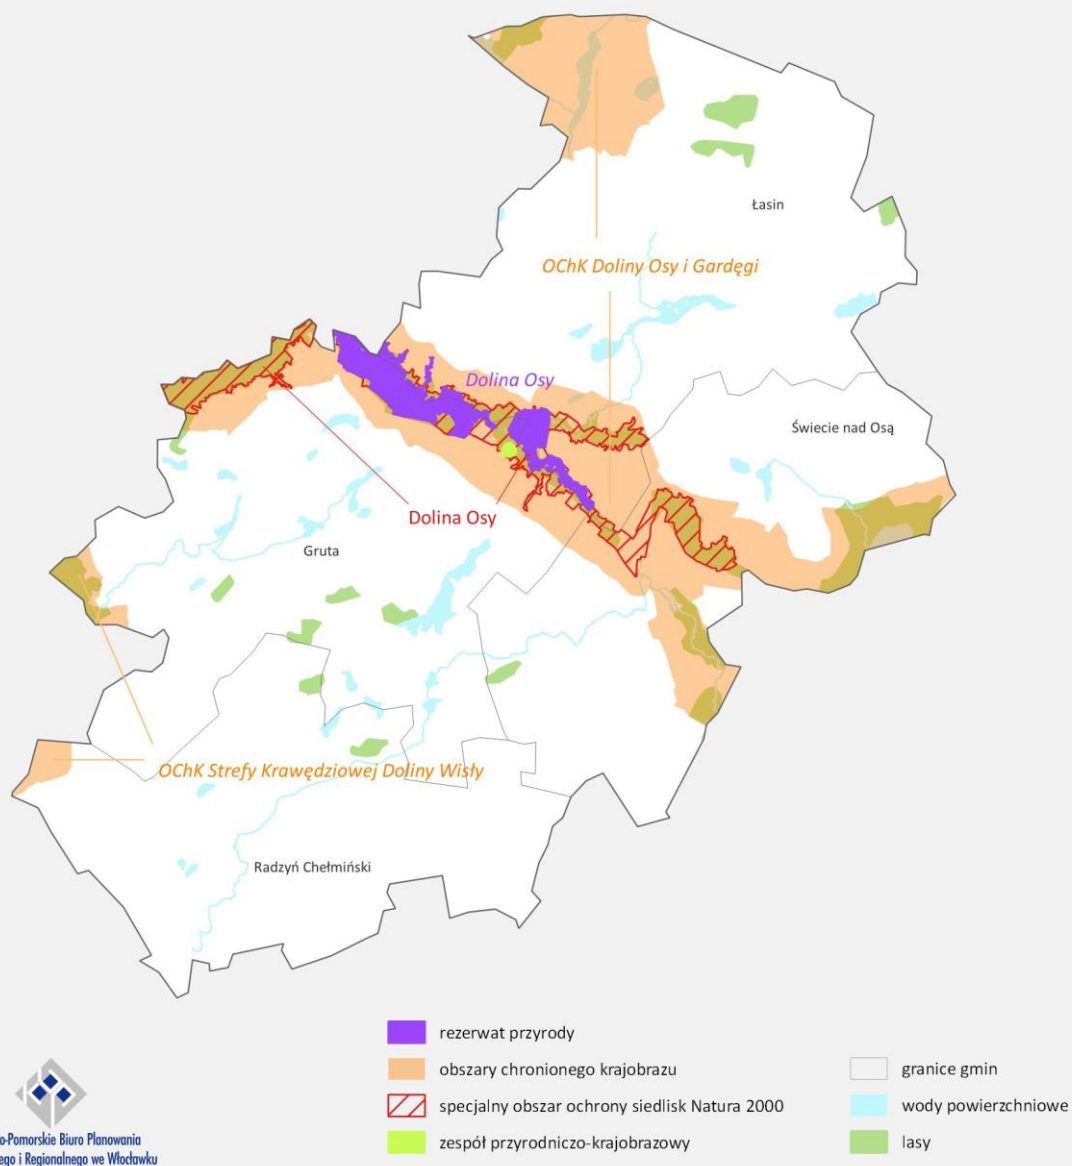 Łasin
OChK Doliny Osy i Gardęgi
Dolina Osy
Świecie nad Osą
Dolina Osy
Gruta
OChK Strefy Krawędziowej Doliny Wisły
Radzyń Chełmiński
rezerwat przyrody
obszary chronionego krajobrazu
granice gmin
specjalny obszar ochrony siedlisk Natura 2000
wody powierzchniowe
zespół przyrodniczo-krajobrazowy
lasy
o-Pomorskie Biuro Planowania
ego i Regionalnego we Włocławku